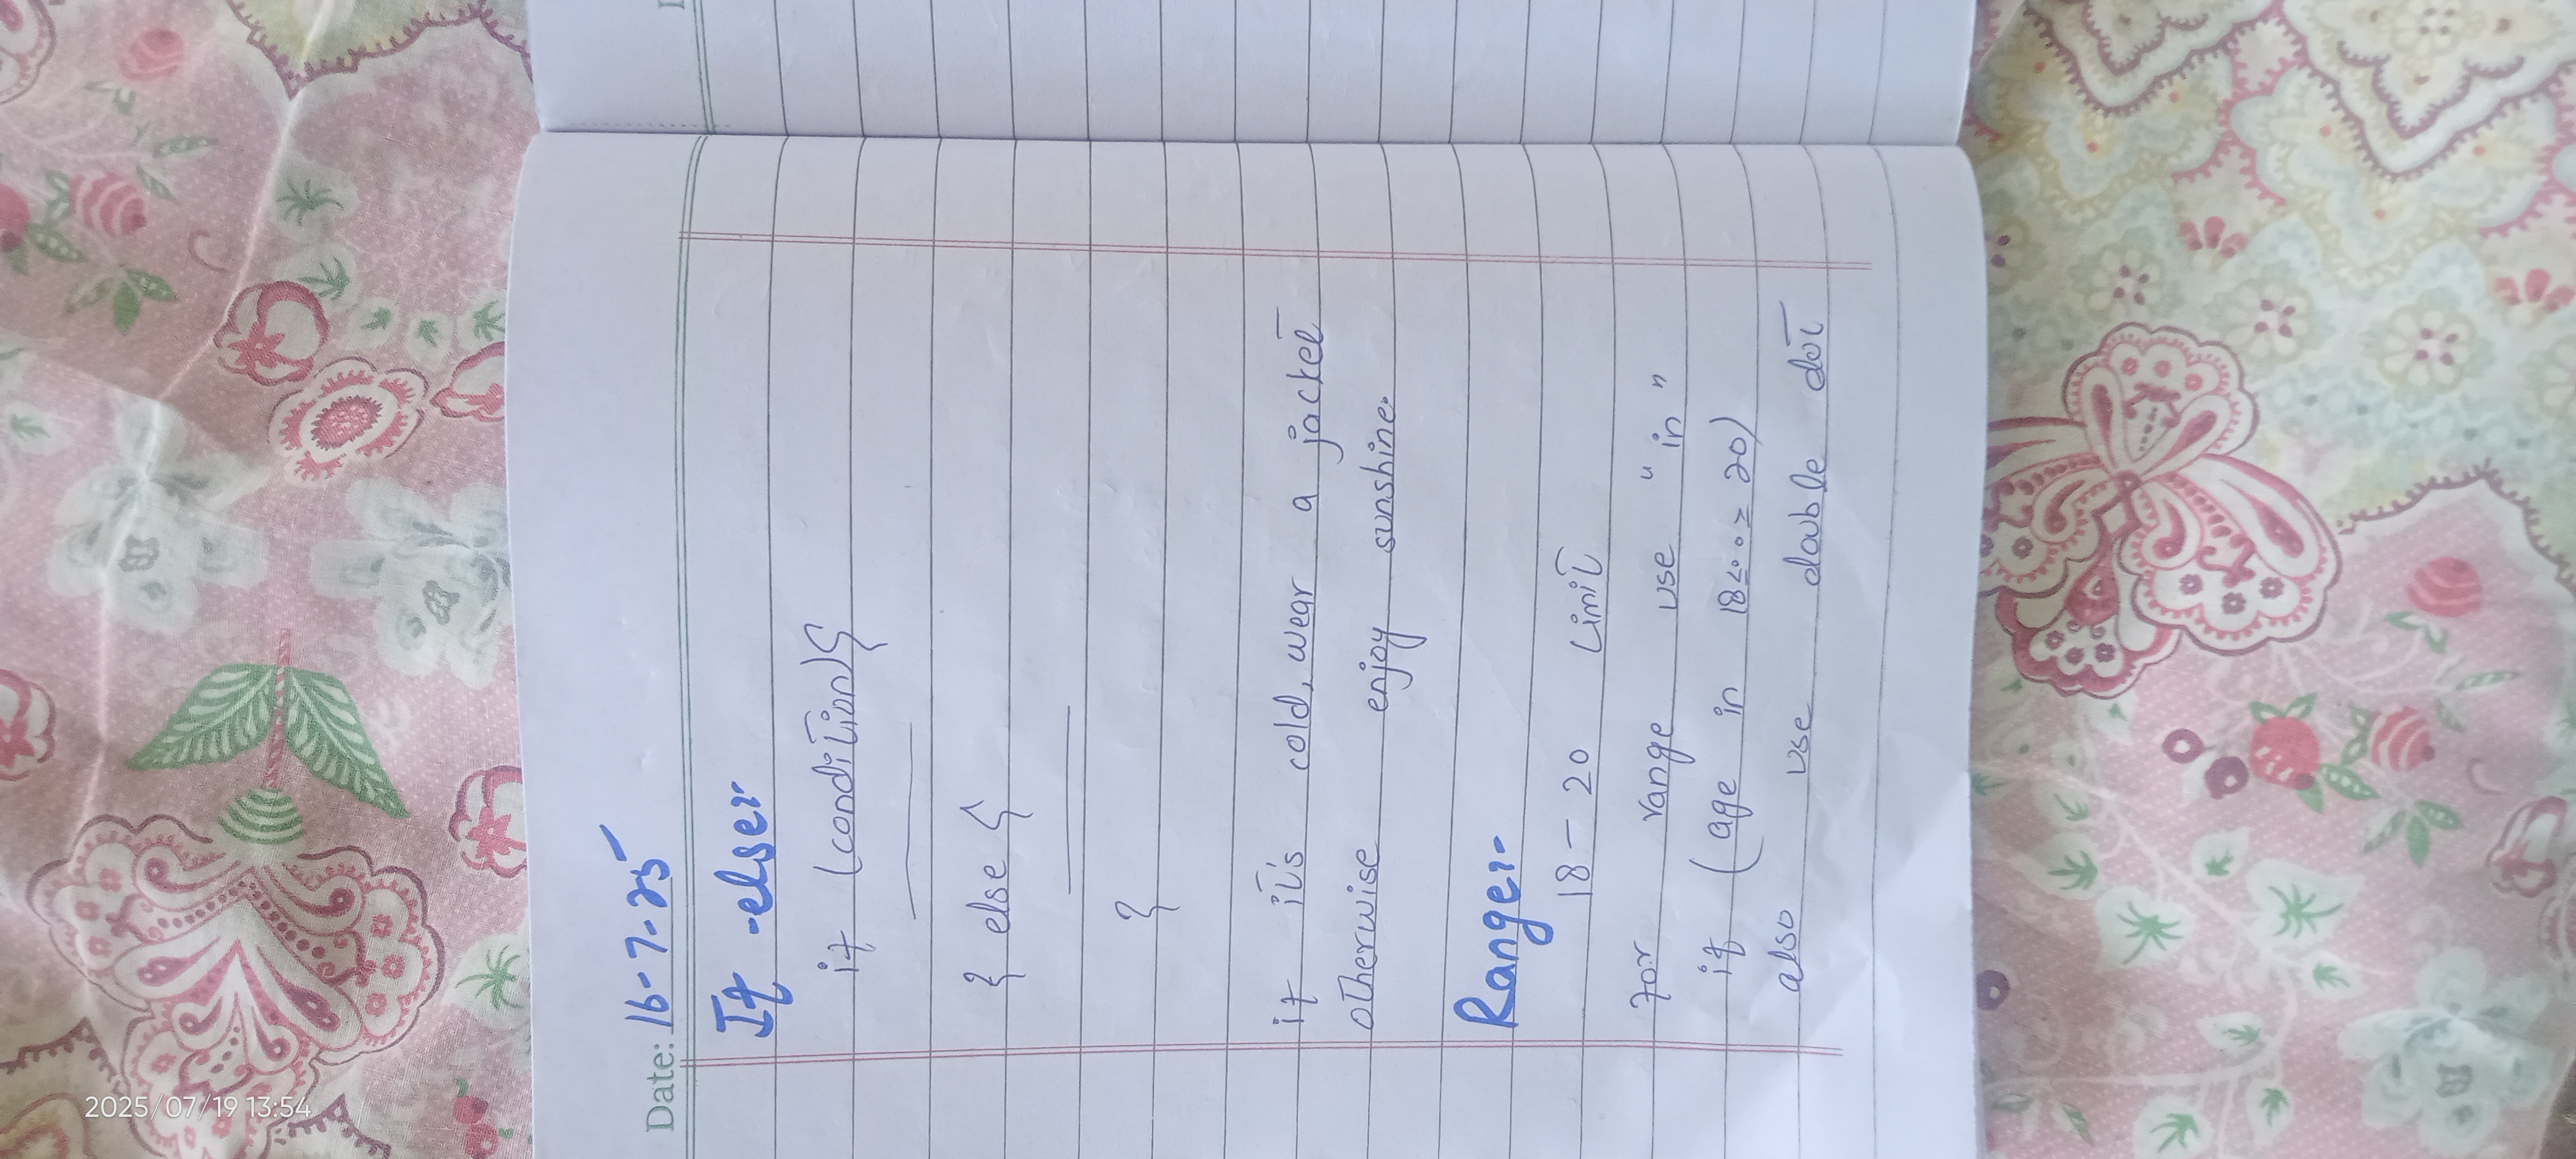 2025/07/19 13:54
Date: 16-7-25
If -else:-
if (condition){
} else {
}
if it's cold, wear a jacket
otherwise enjoy sunshine.
Range:-
18 - 20 Limit
for range use "in"
if (age in 18≤..≥ 20)
also use double dot